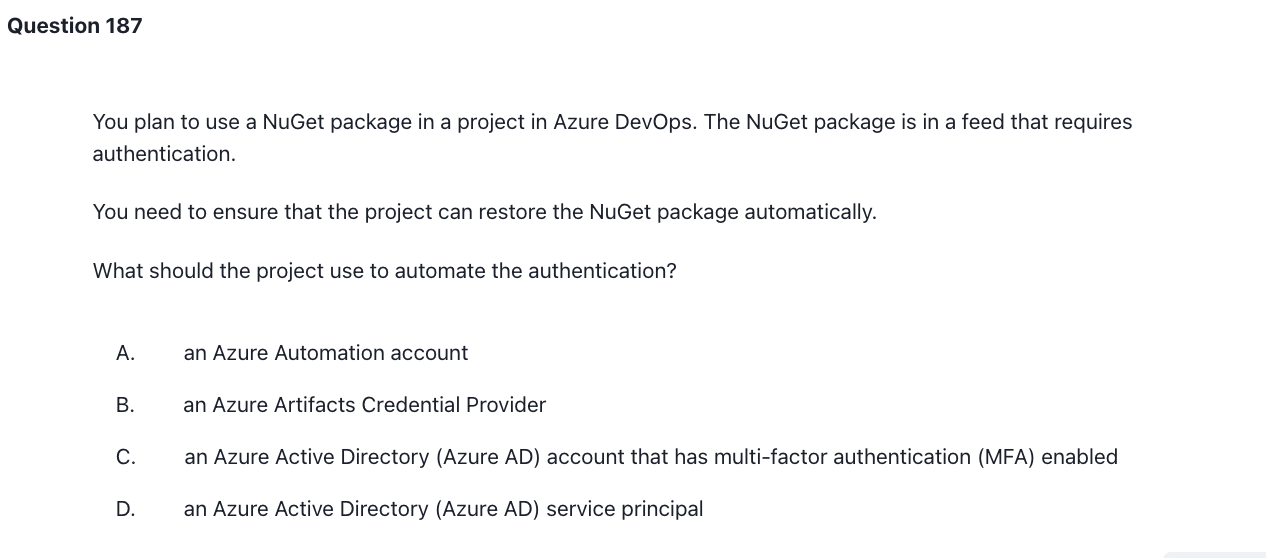 Question 187
You plan to use a NuGet package in a project in Azure DevOps. The NuGet package is in a feed that requires
authentication.
You need to ensure that the project can restore the NuGet package automatically.
What should the project use to automate the authentication?
A. an Azure Automation account
B. an Azure Artifacts Credential Provider
C. an Azure Active Directory (Azure AD) account that has multi-factor authentication (MFA) enabled
D. an Azure Active Directory (Azure AD) service principal